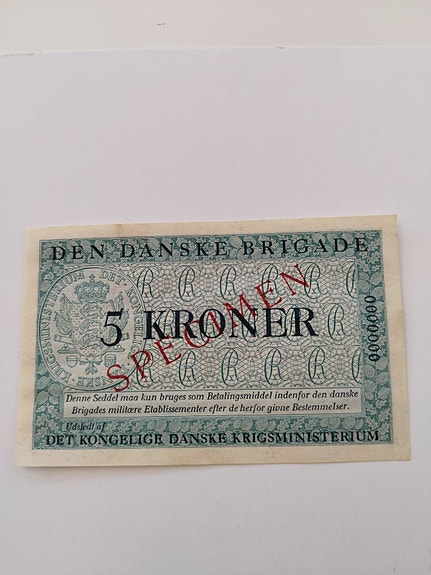 DEN DANSKE BRIGADE
5 KRONER
SPECIMEN
0000000
Denne Seddel maa kun bruges som Betalingsmiddel indenfor den danske
Brigades militære Etablissementer efter de herfor givne Bestemmelser.
Udstedt af
DET KONGELIGE DANSKE KRIGSMINISTERIUM